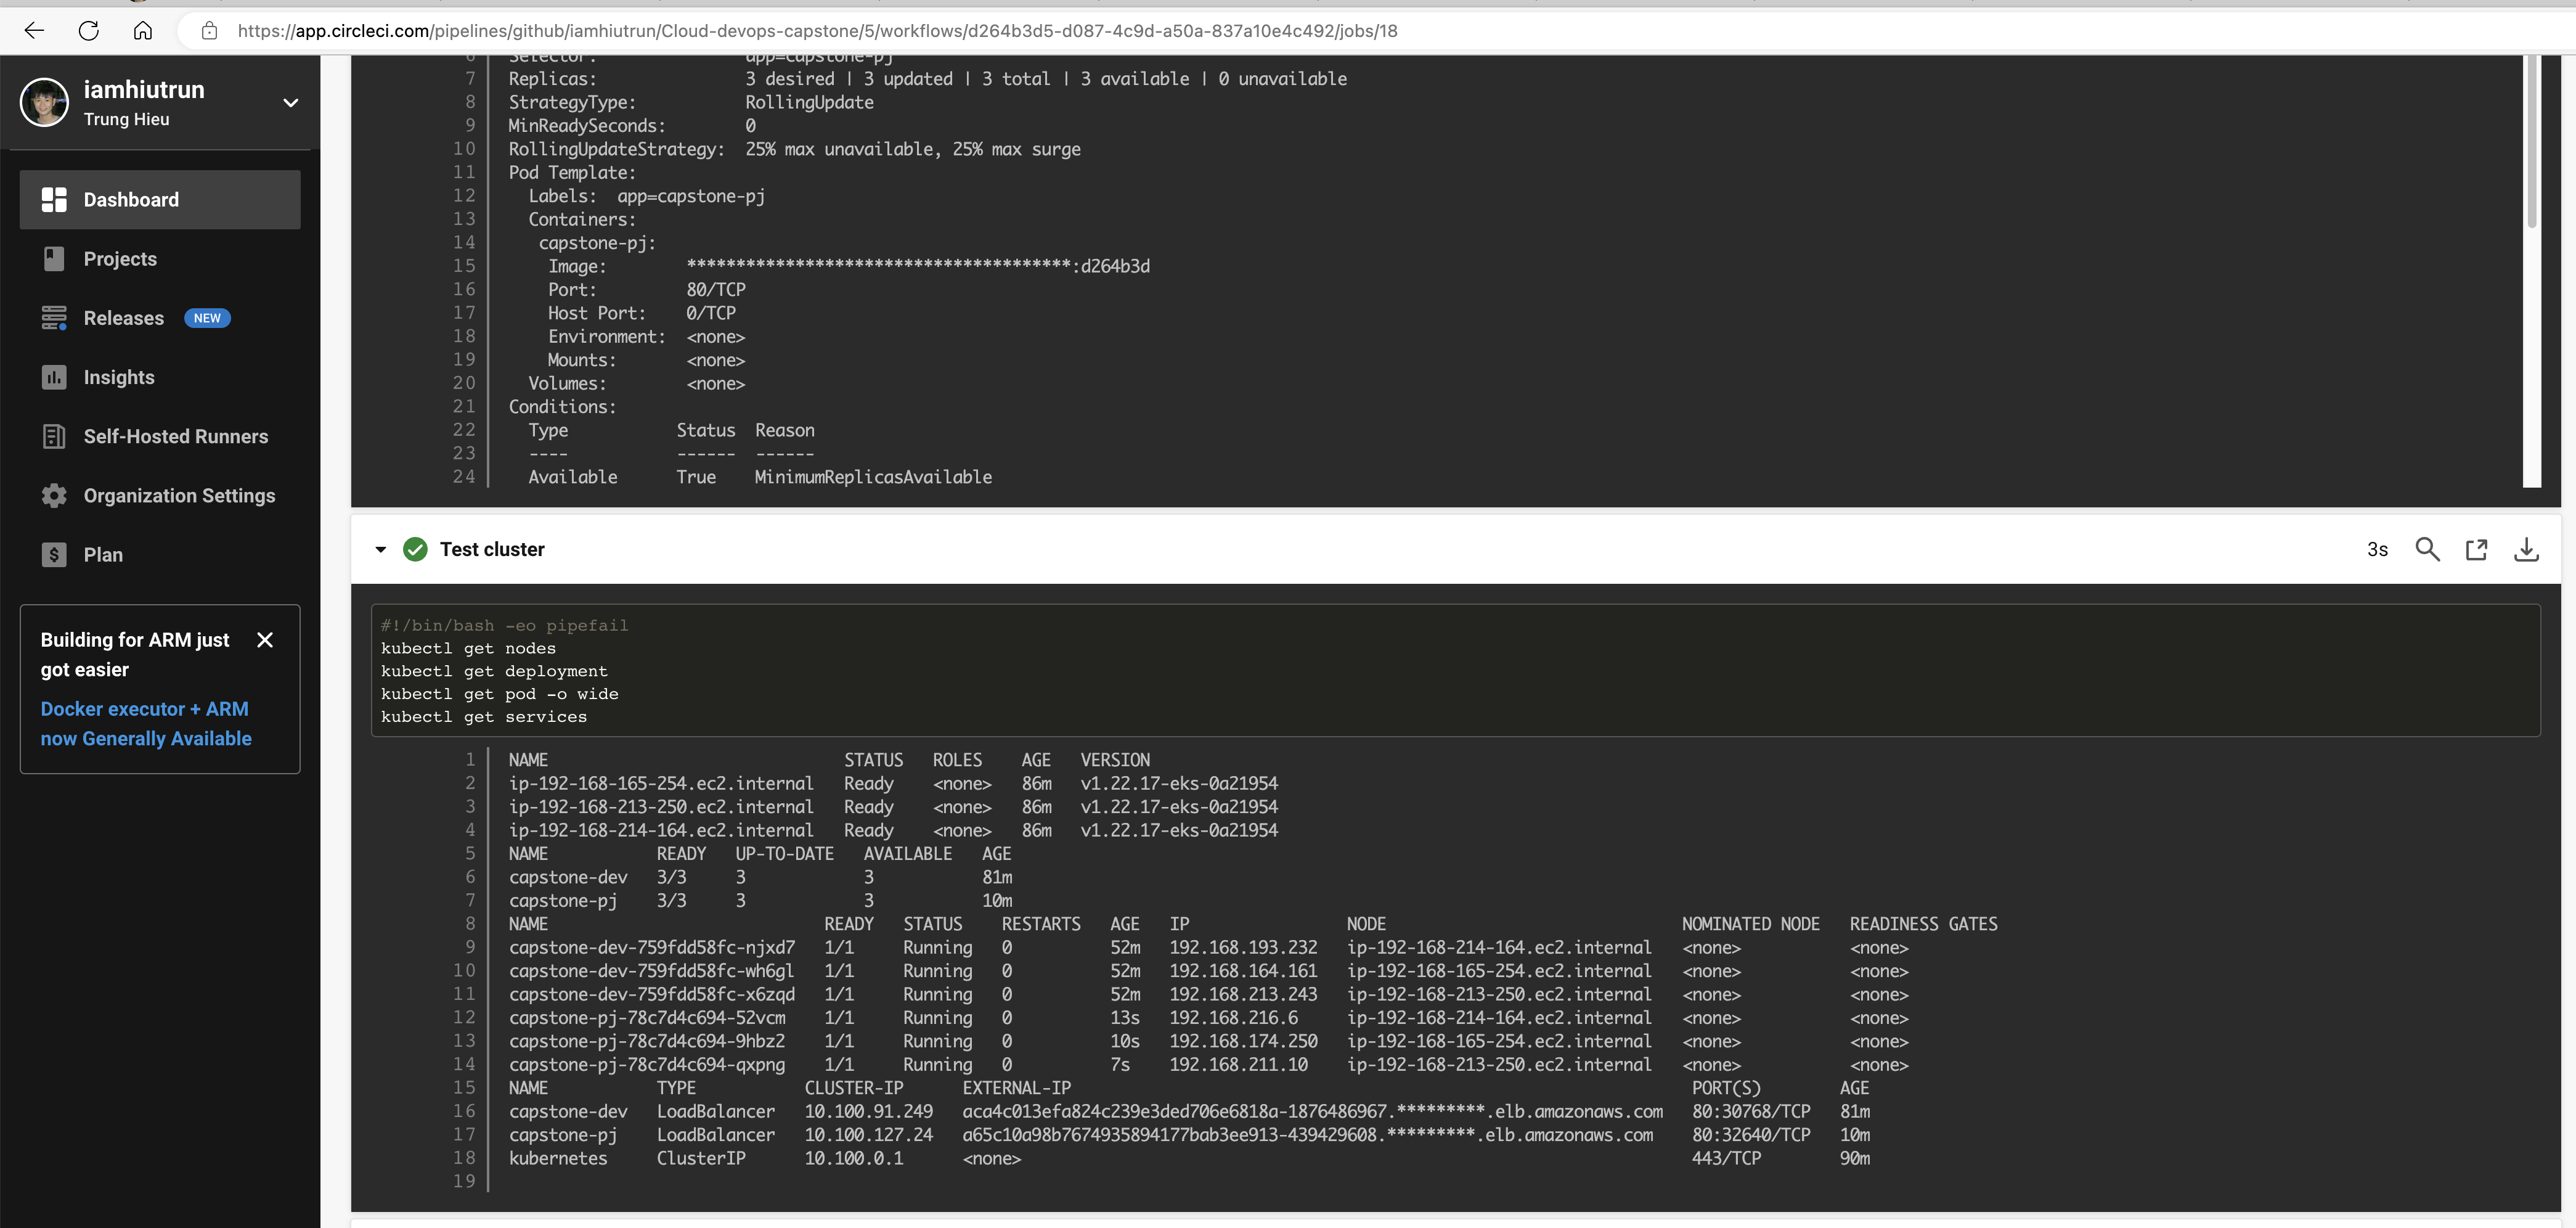 https://app.circleci.com/pipelines/github/iamhiutrun/Cloud-devops-capstone/5/workflows/d264b3d5-d087-4c9d-a50a-837a10e4c492/jobs/18
iamhiutrun
Trung Hieu
Dashboard
Projects
Releases NEW
Insights
Self-Hosted Runners
Organization Settings
$ Plan
Building for ARM just
got easier
Docker executor + ARM
now Generally Available
6 Selector: app=capstone-pj
7 Replicas: 3 desired | 3 updated | 3 total | 3 available | 0 unavailable
8 StrategyType: RollingUpdate
9 MinReadySeconds: 0
10 RollingUpdateStrategy: 25% max unavailable, 25% max surge
11 Pod Template:
12 Labels: app=capstone-pj
13 Containers:
14 capstone-pj:
15 Image: ***************************************:d264b3d
16 Port: 80/TCP
17 Host Port: 0/TCP
18 Environment: <none>
19 Mounts: <none>
20 Volumes: <none>
21 Conditions:
22 Type Status Reason
23 ---- ------ ------
24 Available True MinimumReplicasAvailable
Test cluster 3s
#!/bin/bash -eo pipefail
kubectl get nodes
kubectl get deployment
kubectl get pod -o wide
kubectl get services
1 NAME STATUS ROLES AGE VERSION
2 ip-192-168-165-254.ec2.internal Ready <none> 86m v1.22.17-eks-0a21954
3 ip-192-168-213-250.ec2.internal Ready <none> 86m v1.22.17-eks-0a21954
4 ip-192-168-214-164.ec2.internal Ready <none> 86m v1.22.17-eks-0a21954
5 NAME READY UP-TO-DATE AVAILABLE AGE
6 capstone-dev 3/3 3 3 81m
7 capstone-pj 3/3 3 3 10m
8 NAME READY STATUS RESTARTS AGE IP NODE NOMINATED NODE READINESS GATES
9 capstone-dev-759fdd58fc-njxd7 1/1 Running 0 52m 192.168.193.232 ip-192-168-214-164.ec2.internal <none> <none>
10 capstone-dev-759fdd58fc-wh6gl 1/1 Running 0 52m 192.168.164.161 ip-192-168-165-254.ec2.internal <none> <none>
11 capstone-dev-759fdd58fc-x6zqd 1/1 Running 0 52m 192.168.213.243 ip-192-168-213-250.ec2.internal <none> <none>
12 capstone-pj-78c7d4c694-52vcm 1/1 Running 0 13s 192.168.216.6 ip-192-168-214-164.ec2.internal <none> <none>
13 capstone-pj-78c7d4c694-9hbz2 1/1 Running 0 10s 192.168.174.250 ip-192-168-165-254.ec2.internal <none> <none>
14 capstone-pj-78c7d4c694-qxpng 1/1 Running 0 7s 192.168.211.10 ip-192-168-213-250.ec2.internal <none> <none>
15 NAME TYPE CLUSTER-IP EXTERNAL-IP PORT(S) AGE
16 capstone-dev LoadBalancer 10.100.91.249 aca4c013efa824c239e3ded706e6818a-1876486967.*********.elb.amazonaws.com 80:30768/TCP 81m
17 capstone-pj LoadBalancer 10.100.127.24 a65c10a98b7674935894177bab3ee913-439429608.*********.elb.amazonaws.com 80:32640/TCP 10m
18 kubernetes ClusterIP 10.100.0.1 <none> 443/TCP 90m
19